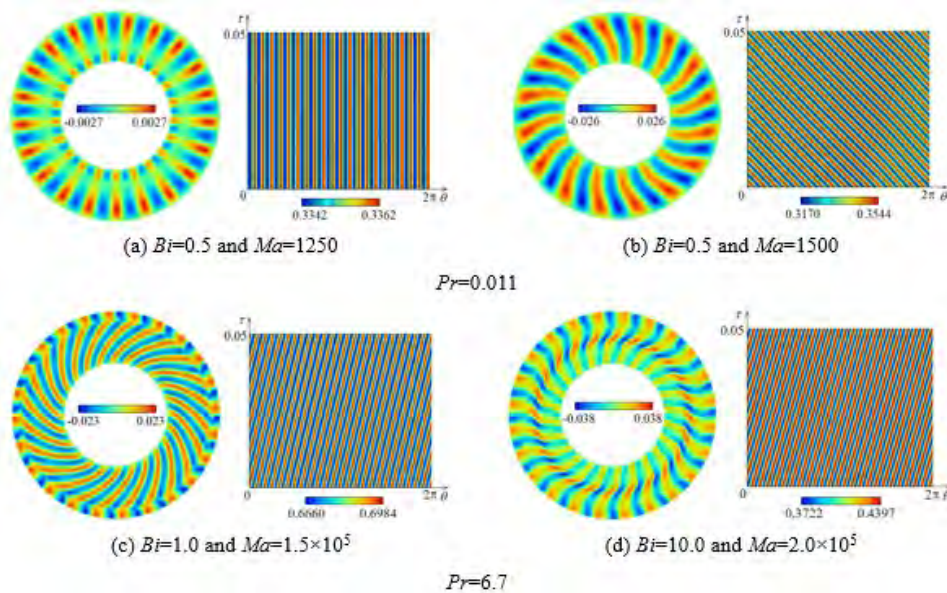 τ
0.05
-0.0027 0.0027
0 2π θ
0.3342 0.3362
(a) Bi=0.5 and Ma=1250
τ
0.05
-0.026 0.026
0 2π θ
0.3170 0.3544
(b) Bi=0.5 and Ma=1500
Pr=0.011
τ
0.05
-0.023 0.023
0 2π θ
0.6660 0.6984
(c) Bi=1.0 and Ma=1.5×10⁵
τ
0.05
-0.038 0.038
0 2π θ
0.3722 0.4397
(d) Bi=10.0 and Ma=2.0×10⁵
Pr=6.7